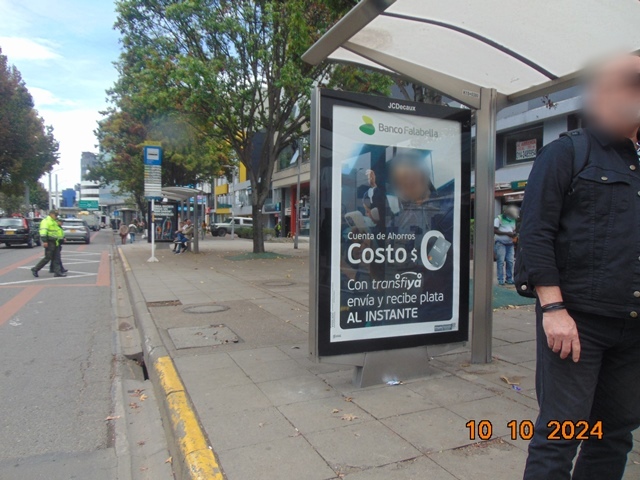 JCDecaux
Banco Falabella
Cuenta de Ahorros
Costo $0
Con transfiYa
envía y recibe plata
AL INSTANTE
10 10 2024